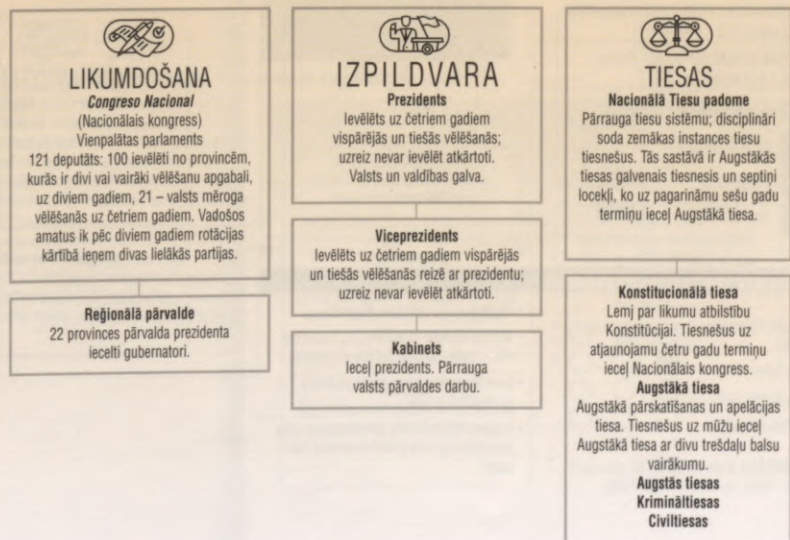 LIKUMDOŠANA
Congreso Nacional
(Nacionālais kongress)
Vienpalātas parlaments
121 deputāts: 100 ievēlēti no provincēm,
kurās ir divi vai vairāki vēlēšanu apgabali,
uz diviem gadiem, 21 – valsts mēroga
vēlēšanās uz četriem gadiem. Vadošos
amatus ik pēc diviem gadiem rotācijas
kārtībā ieņem divas lielākās partijas.
Reģionālā pārvalde
22 provinces pārvalda prezidenta
iecelti gubernatori.
IZPILDVARA
Prezidents
Ievēlēts uz četriem gadiem
vispārējās un tiešās vēlēšanās;
uzreiz nevar ievēlēt atkārtoti.
Valsts un valdības galva.
Viceprezidents
Ievēlēts uz četriem gadiem vispārējās
un tiešās vēlēšanās reizē ar prezidentu;
uzreiz nevar ievēlēt atkārtoti.
Kabinets
Ieceļ prezidents. Pārrauga
valsts pārvaldes darbu.
TIESAS
Nacionālā Tiesu padome
Pārrauga tiesu sistēmu; disciplināri
soda zemākas instances tiesu
tiesnešus. Tās sastāvā ir Augstākās
tiesas galvenais tiesnesis un septiņi
locekļi, ko uz pagarināmu sešu gadu
termiņu ieceļ Augstākā tiesa.
Konstitucionālā tiesa
Lemj par likumu atbilstību
Konstitūcijai. Tiesnešus uz
atjaunojamu četru gadu termiņu
ieceļ Nacionālais kongress.
Augstākā tiesa
Augstākā pārskatīšanas un apelācijas
tiesa. Tiesnešus uz mūžu ieceļ
Augstākā tiesa ar divu trešdaļu balsu
vairākumu.
Augstās tiesas
Krimināltiesas
Civiltiesas